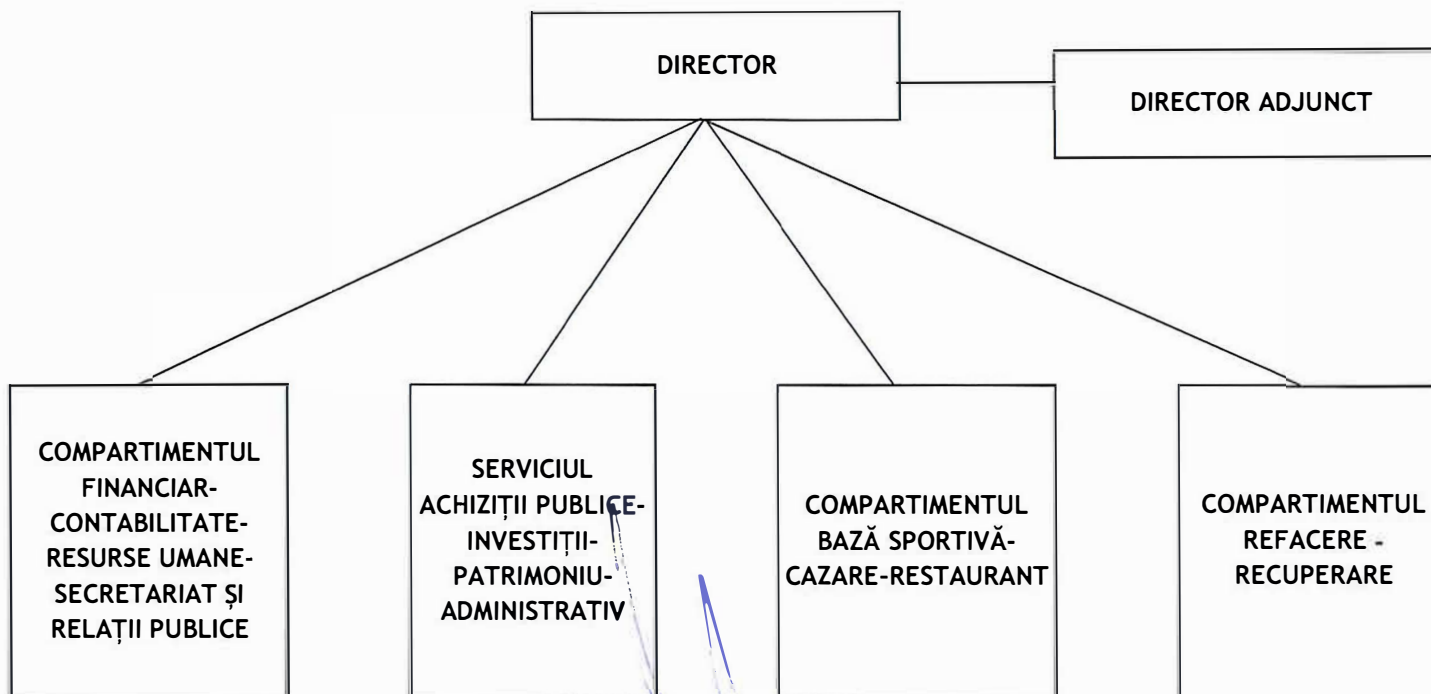 DIRECTOR
DIRECTOR ADJUNCT
COMPARTIMENTUL
FINANCIAR-
CONTABILITATE-
RESURSE UMANE-
SECRETARIAT ȘI
RELAȚII PUBLICE
SERVICIUL
ACHIZIȚII PUBLICE-
INVESTIȚII-
PATRIMONIU-
ADMINISTRATIV
COMPARTIMENTUL
BAZĂ SPORTIVĂ-
CAZARE-RESTAURANT
COMPARTIMENTUL
REFACERE -
RECUPERARE